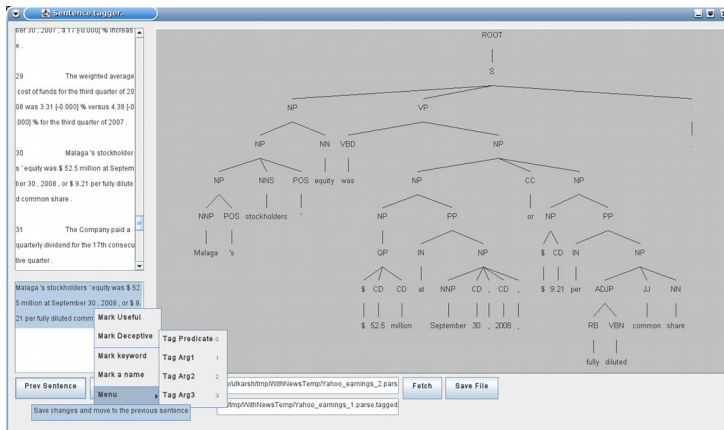 Sentence tagger.
ber 30 , 2007 , a 17 [-0.000] % increas
e .
29 The weighted average
cost of funds for the third quarter of 20
08 was 3.31 [-0.000] % versus 4.38 [-0
.000] % for the third quarter of 2007 .
30 Malaga 's stockholder
s ' equity was $ 52.5 million at Septem
ber 30 , 2008 , or $ 9.21 per fully dilute
d common share .
31 The Company paid a
quarterly dividend for the 17th consecu
tive quarter .
Malaga 's stockholders ' equity was $ 52.
5 million at September 30 , 2008 , or $ 9.
21 per fully diluted comm
ROOT
S
NP VP .
NP NN VBD NP .
NP NNS POS equity was NP CC NP
NNP POS stockholders ' NP PP or NP PP
Malaga 's QP IN NP $ CD IN NP
$ CD CD at NNP CD , CD , $ 9.21 per ADJP JJ NN
$ 52.5 million September 30 , 2008 , RB VBN common share
fully diluted
Mark Useful
Mark Deceptive
Mark keyword
Mark a name
Menu
Tag Predicate 0
Tag Arg1 1
Tag Arg2 2
Tag Arg3 3
Prev Sentence
/utkarsh/tmp/WithNewsTemp/Yahoo_earnings_2.pars
Fetch
Save File
Save changes and move to the previous sentence
/tmp/WithNewsTemp/Yahoo_earnings_1.parse.tagged